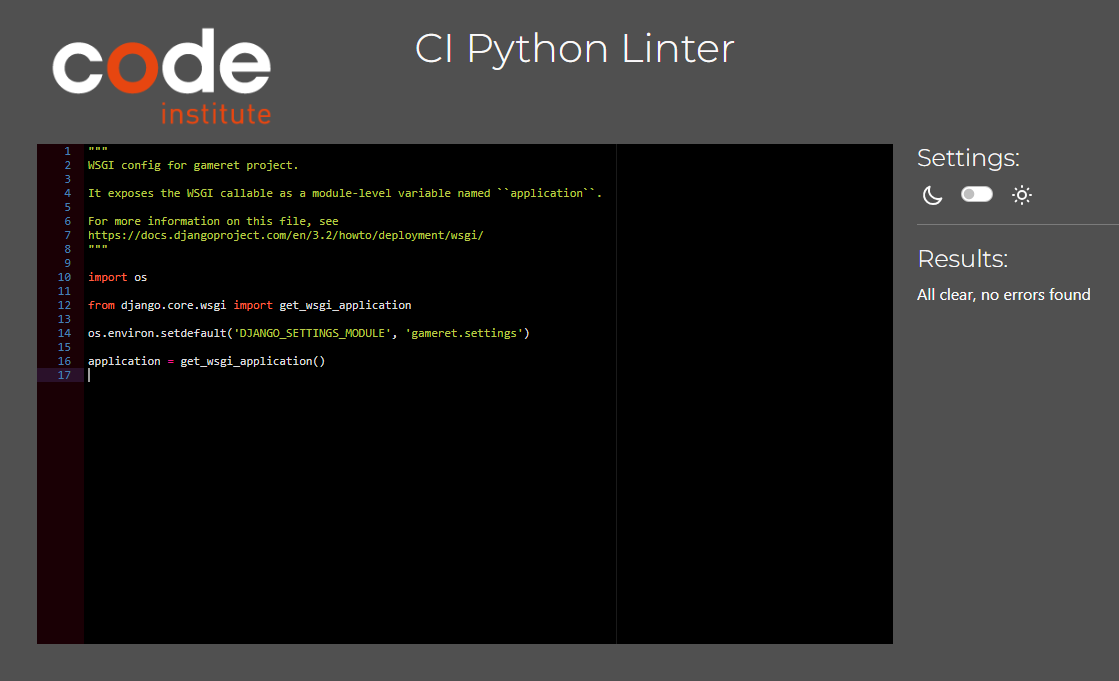 code
institute
CI Python Linter
1 """
2 WSGI config for gameret project.
3
4 It exposes the WSGI callable as a module-level variable named ``application``.
5
6 For more information on this file, see
7 https://docs.djangoproject.com/en/3.2/howto/deployment/wsgi/
8 """
9
10 import os
11
12 from django.core.wsgi import get_wsgi_application
13
14 os.environ.setdefault('DJANGO_SETTINGS_MODULE', 'gameret.settings')
15
16 application = get_wsgi_application()
17
Settings:
Results:
All clear, no errors found